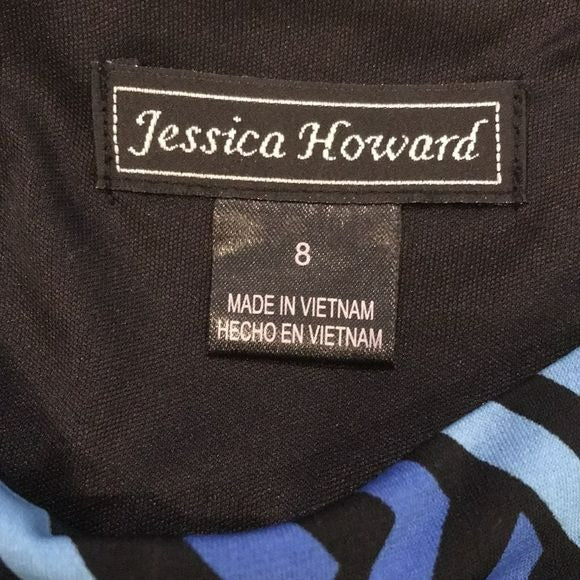 Jessica Howard
8
MADE IN VIETNAM
HECHO EN VIETNAM